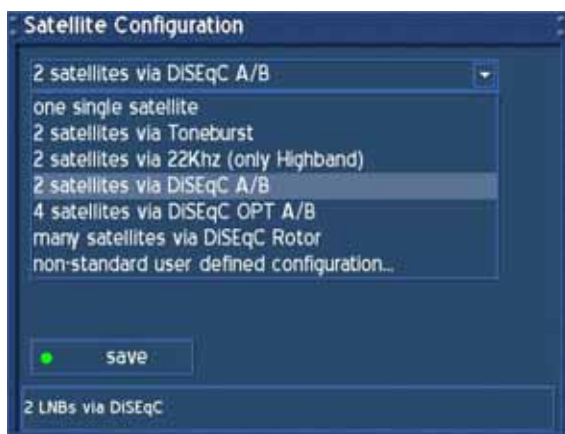 Satellite Configuration
2 satellites via DiSEqC A/B
one single satellite
2 satellites via Toneburst
2 satellites via 22Khz (only Highband)
2 satellites via DiSEqC A/B
4 satellites via DiSEqC OPT A/B
many satellites via DiSEqC Rotor
non-standard user defined configuration...
save
2 LNBs via DiSEqC